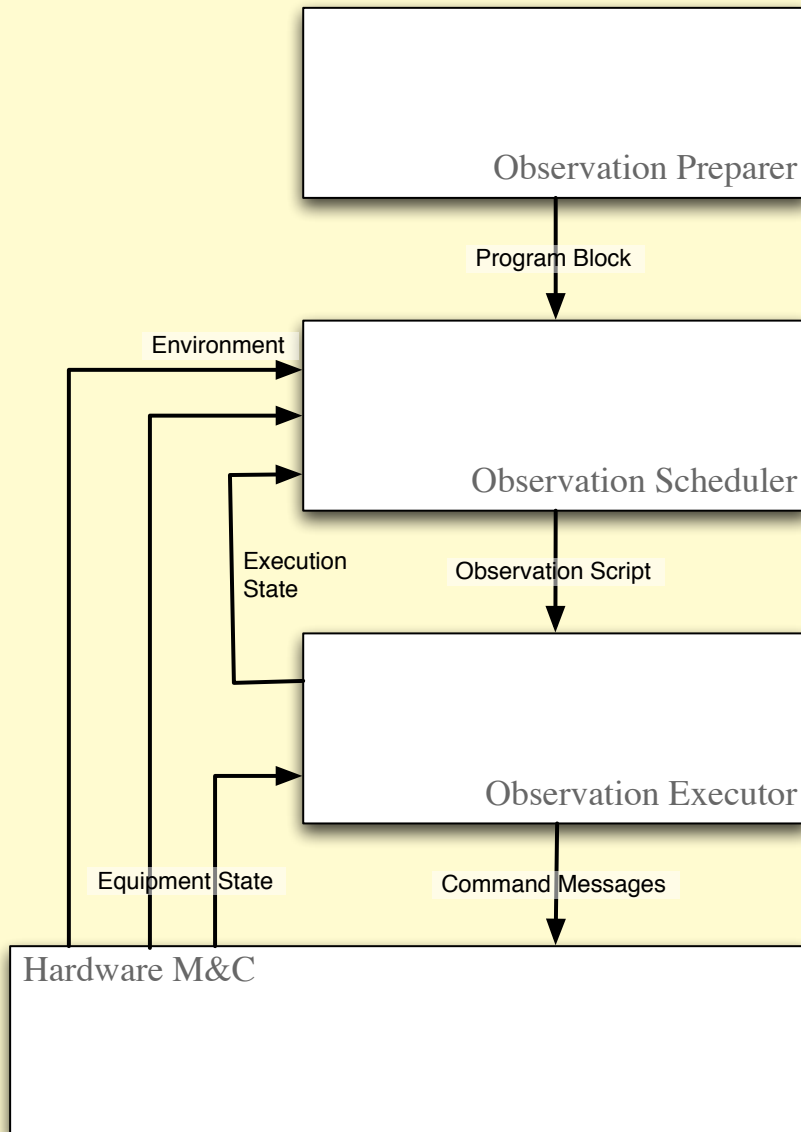 Observation Preparer
Program Block
Environment
Observation Scheduler
Execution
State
Observation Script
Observation Executor
Equipment State
Command Messages
Hardware M&C